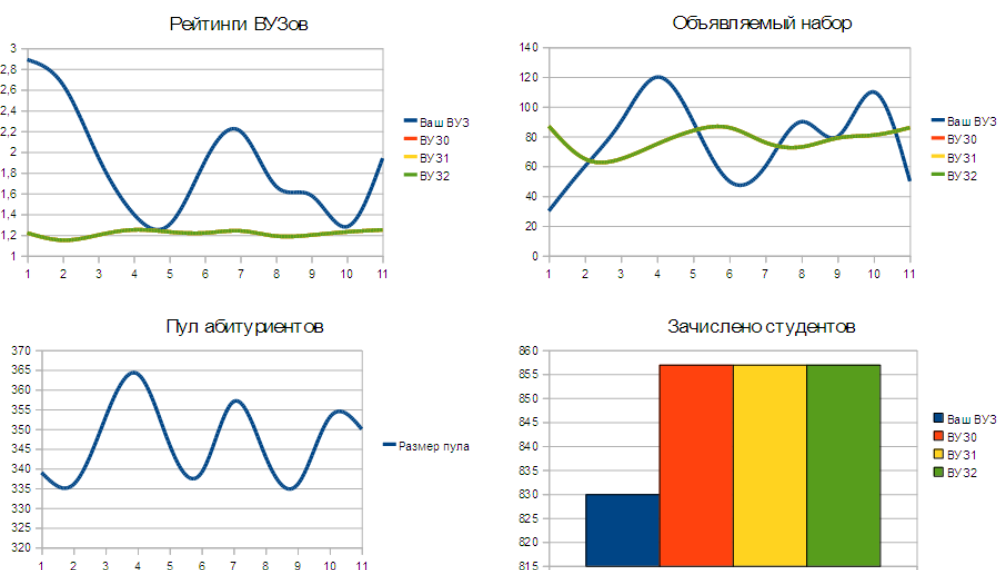 Рейтинги ВУЗов
3
2,8
2,6
2,4
2,2
2
1,8
1,6
1,4
1,2
1
1 2 3 4 5 6 7 8 9 10 11
Ваш ВУЗ
ВУЗ0
ВУЗ1
ВУЗ2
Объявляемый набор
140
120
100
80
60
40
20
0
1 2 3 4 5 6 7 8 9 10 11
Ваш ВУЗ
ВУЗ0
ВУЗ1
ВУЗ2
Пул абитуриентов
370
365
360
355
350
345
340
335
330
325
320
1 2 3 4 5 6 7 8 9 10 11
Размер пула
Зачислено студентов
860
855
850
845
840
835
830
825
820
815
Ваш ВУЗ
ВУЗ0
ВУЗ1
ВУЗ2